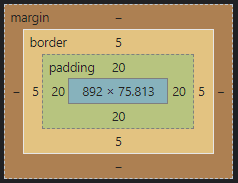 margin –
border 5
padding 20
– 5 20 892 × 75.813 20 5 –
20
5
–